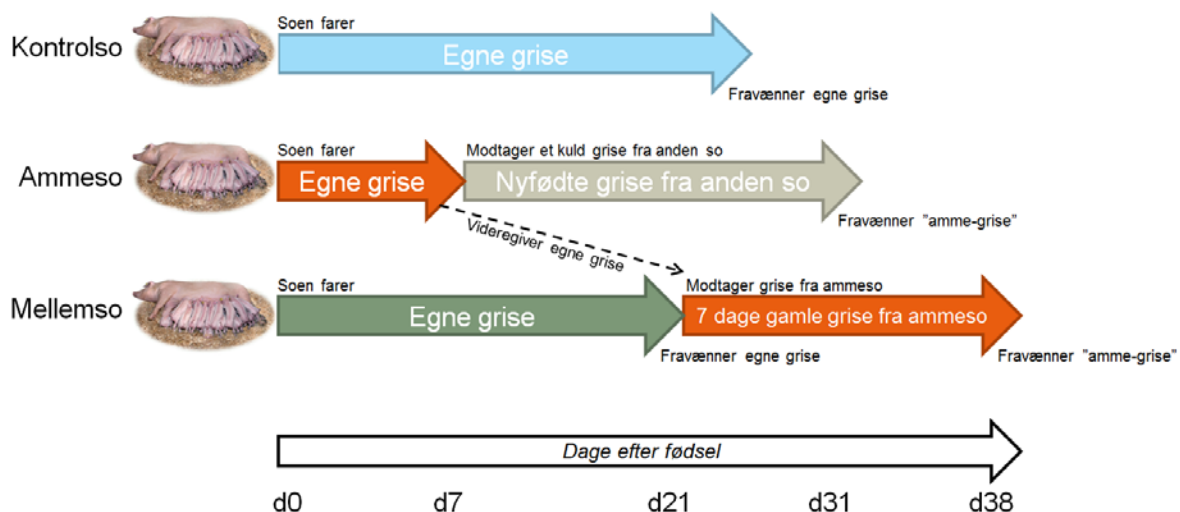 Kontrolso
Soen farer
Egne grise
Fravænner egne grise
Ammeso
Soen farer
Egne grise
Modtager et kuld grise fra anden so
Nyfødte grise fra anden so
Fravænner "amme-grise"
Videregiver egne grise
Mellemso
Soen farer
Egne grise
Fravænner egne grise
Modtager grise fra ammeso
7 dage gamle grise fra ammeso
Fravænner "amme-grise"
Dage efter fødsel
d0 d7 d21 d31 d38